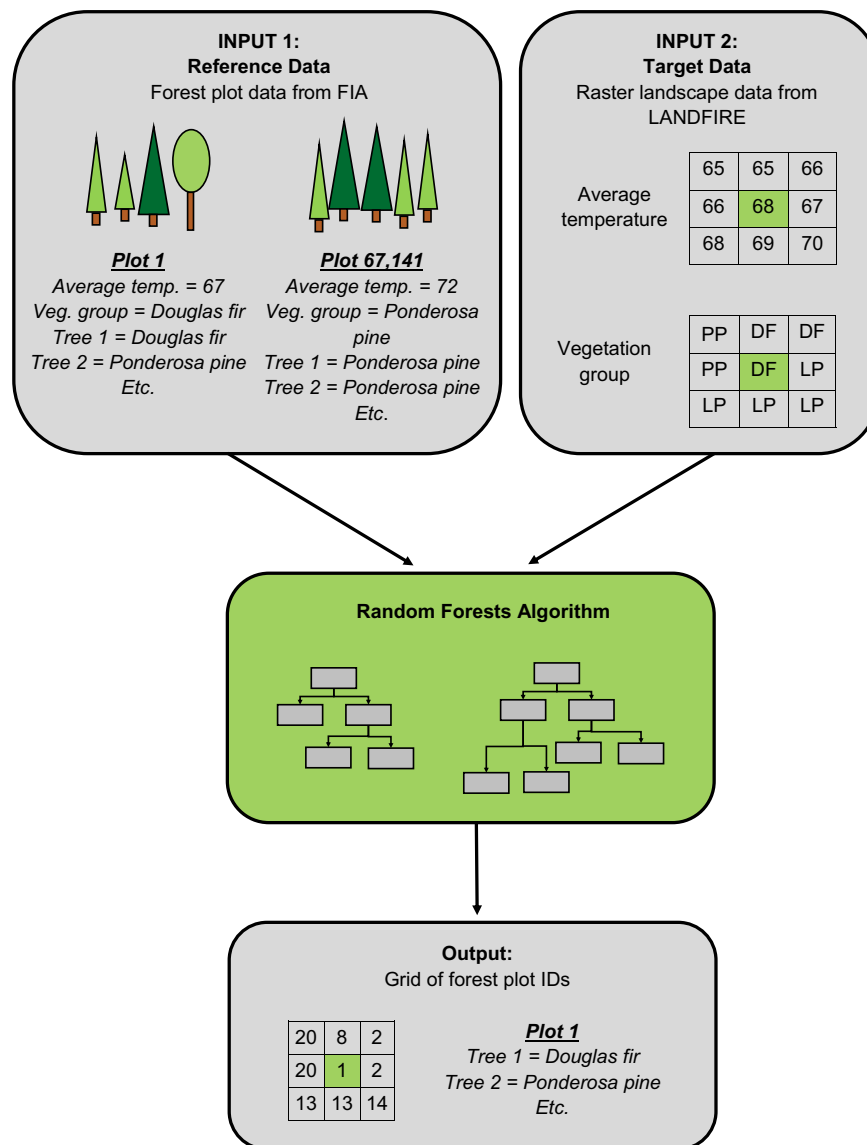 INPUT 1:
Reference Data
Forest plot data from FIA
Plot 1
Average temp. = 67
Veg. group = Douglas fir
Tree 1 = Douglas fir
Tree 2 = Ponderosa pine
Etc.
Plot 67,141
Average temp. = 72
Veg. group = Ponderosa
pine
Tree 1 = Ponderosa pine
Tree 2 = Ponderosa pine
Etc.
INPUT 2:
Target Data
Raster landscape data from
LANDFIRE
Average
temperature
65 65 66
66 68 67
68 69 70
Vegetation
group
PP DF DF
PP DF LP
LP LP LP
Random Forests Algorithm
Output:
Grid of forest plot IDs
20 8 2
20 1 2
13 13 14
Plot 1
Tree 1 = Douglas fir
Tree 2 = Ponderosa pine
Etc.